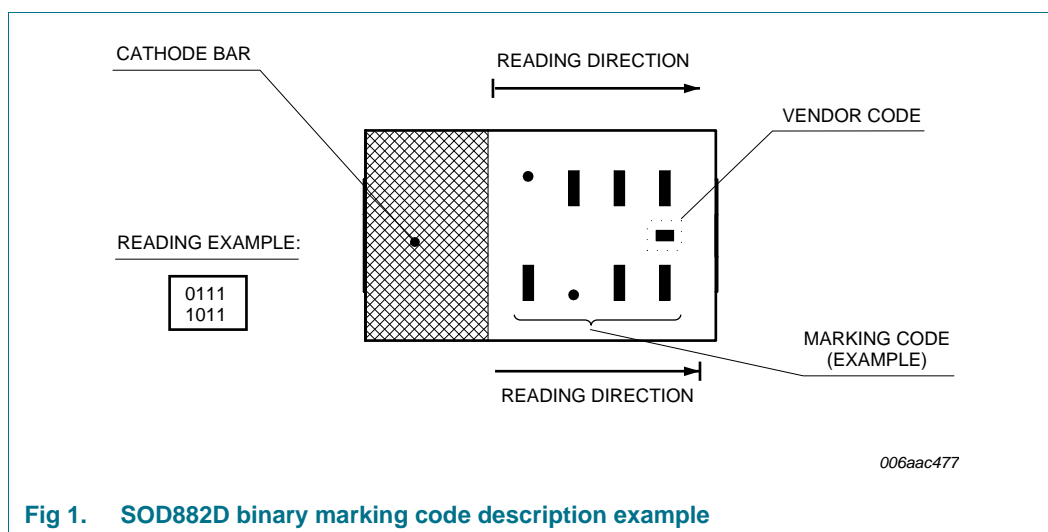 CATHODE BAR
READING DIRECTION
VENDOR CODE
READING EXAMPLE:
0111
1011
MARKING CODE
(EXAMPLE)
READING DIRECTION
006aac477
Fig 1. SOD882D binary marking code description example